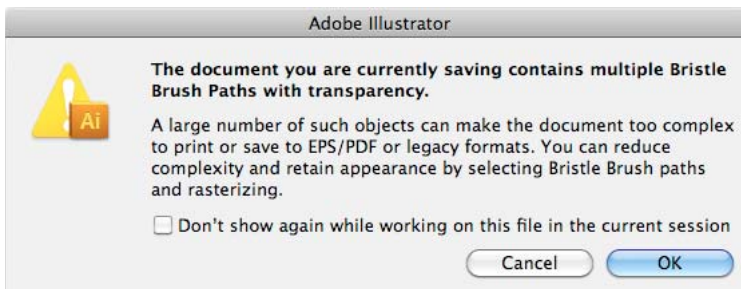 Adobe Illustrator
The document you are currently saving contains multiple Bristle
Brush Paths with transparency.
Ai
A large number of such objects can make the document too complex
to print or save to EPS/PDF or legacy formats. You can reduce
complexity and retain appearance by selecting Bristle Brush paths
and rasterizing.
Don't show again while working on this file in the current session
Cancel OK